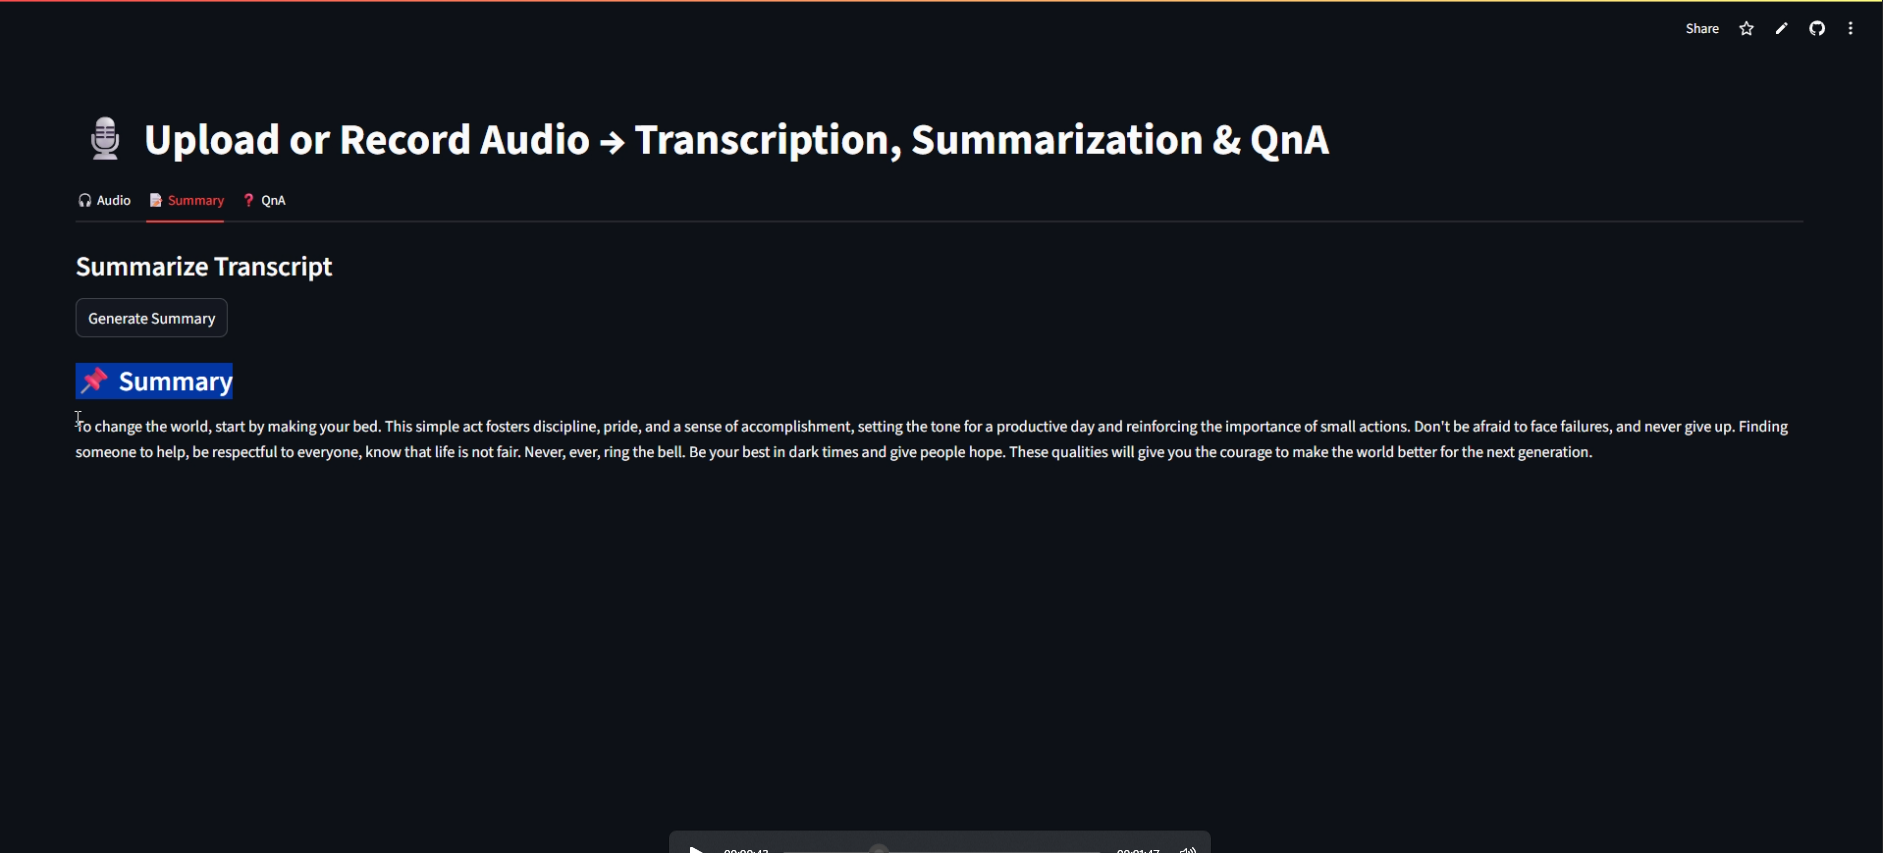 Share
Upload or Record Audio → Transcription, Summarization & QnA
Audio Summary QnA
Summarize Transcript
Generate Summary
Summary
To change the world, start by making your bed. This simple act fosters discipline, pride, and a sense of accomplishment, setting the tone for a productive day and reinforcing the importance of small actions. Don't be afraid to face failures, and never give up. Finding
someone to help, be respectful to everyone, know that life is not fair. Never, ever, ring the bell. Be your best in dark times and give people hope. These qualities will give you the courage to make the world better for the next generation.